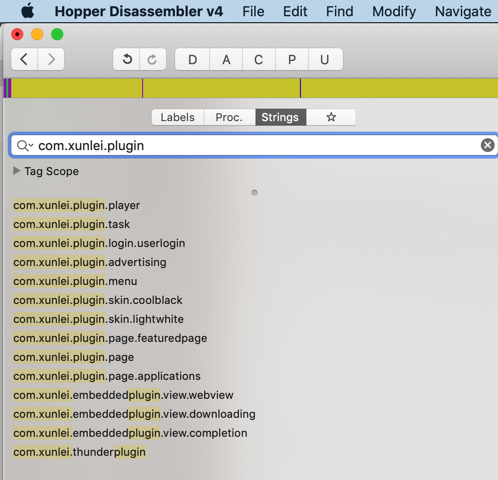 Hopper Disassembler v4 File Edit Find Modify Navigate
D A C P U
Labels Proc. Strings
com.xunlei.plugin
Tag Scope
com.xunlei.plugin.player
com.xunlei.plugin.task
com.xunlei.plugin.login.userlogin
com.xunlei.plugin.advertising
com.xunlei.plugin.menu
com.xunlei.plugin.skin.coolblack
com.xunlei.plugin.skin.lightwhite
com.xunlei.plugin.page.featuredpage
com.xunlei.plugin.page
com.xunlei.plugin.page.applications
com.xunlei.embeddedplugin.view.webview
com.xunlei.embeddedplugin.view.downloading
com.xunlei.embeddedplugin.view.completion
com.xunlei.thunderplugin